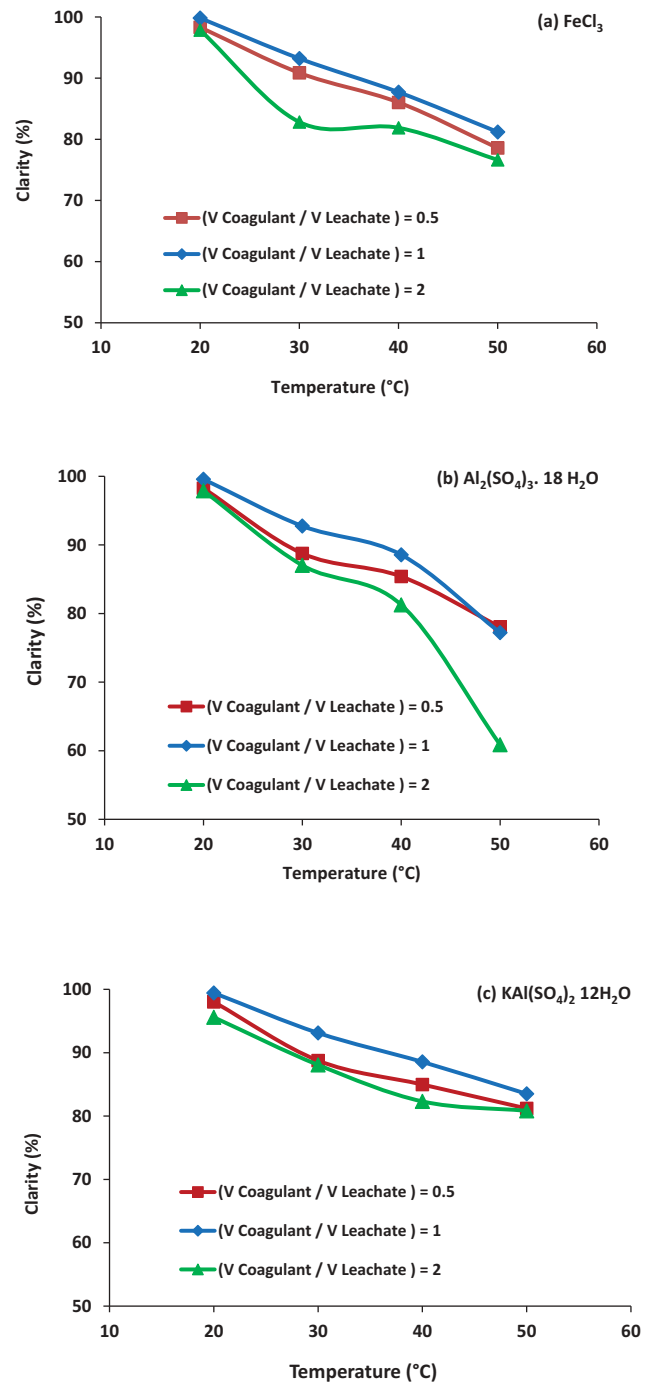 (a) FeCl₃
100
90
80
70
60
50
Clarity (%)
(V Coagulant / V Leachate ) = 0.5
(V Coagulant / V Leachate ) = 1
(V Coagulant / V Leachate ) = 2
10 20 30 40 50 60
Temperature (°C)
(b) Al₂(SO₄)₃. 18 H₂O
100
90
80
70
60
50
Clarity (%)
(V Coagulant / V Leachate ) = 0.5
(V Coagulant / V Leachate ) = 1
(V Coagulant / V Leachate ) = 2
10 20 30 40 50 60
Temperature (°C)
(c) KAl(SO₄)₂ 12H₂O
100
90
80
70
60
50
Clarity (%)
(V Coagulant / V Leachate ) = 0.5
(V Coagulant / V Leachate ) = 1
(V Coagulant / V Leachate ) = 2
10 20 30 40 50 60
Temperature (°C)